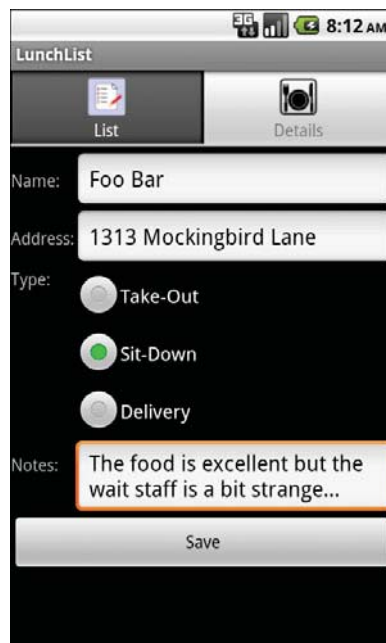 3G 8:12 AM
LunchList
List Details
Name: Foo Bar
Address: 1313 Mockingbird Lane
Type:
Take-Out
Sit-Down
Delivery
Notes: The food is excellent but the
wait staff is a bit strange...
Save